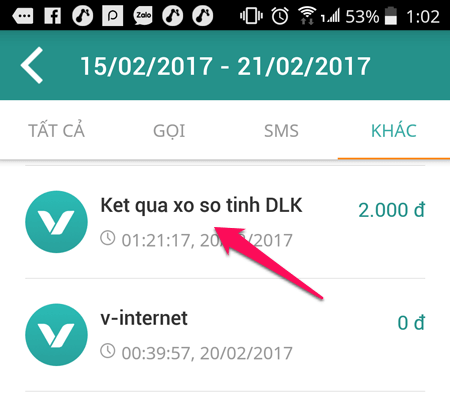 Zalo 53% 1:02
15/02/2017 - 21/02/2017
TẤT CẢ GỌI SMS KHÁC
Ket qua xo so tinh DLK 2.000 đ
01:21:17, 20/02/2017
v-internet 0 đ
00:39:57, 20/02/2017